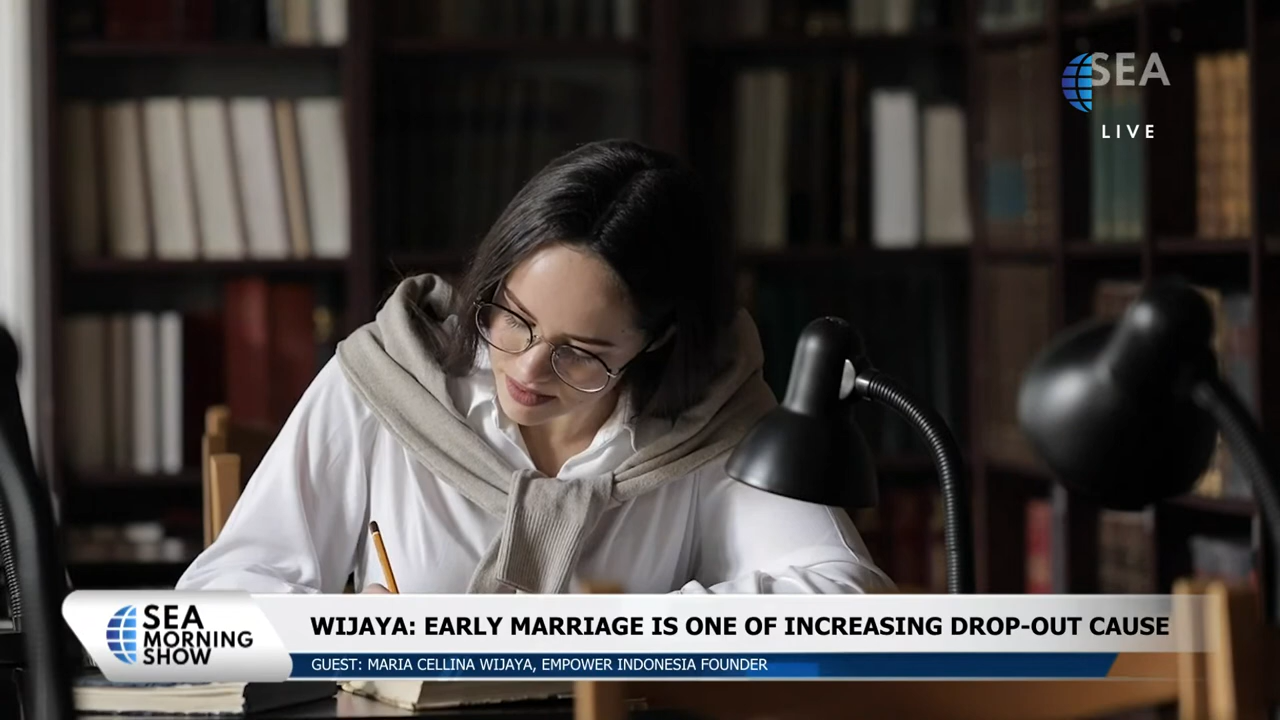 SEA
LIVE
SEA
MORNING
SHOW
WIJAYA: EARLY MARRIAGE IS ONE OF INCREASING DROP-OUT CAUSE
GUEST: MARIA CELLINA WIJAYA, EMPOWER INDONESIA FOUNDER